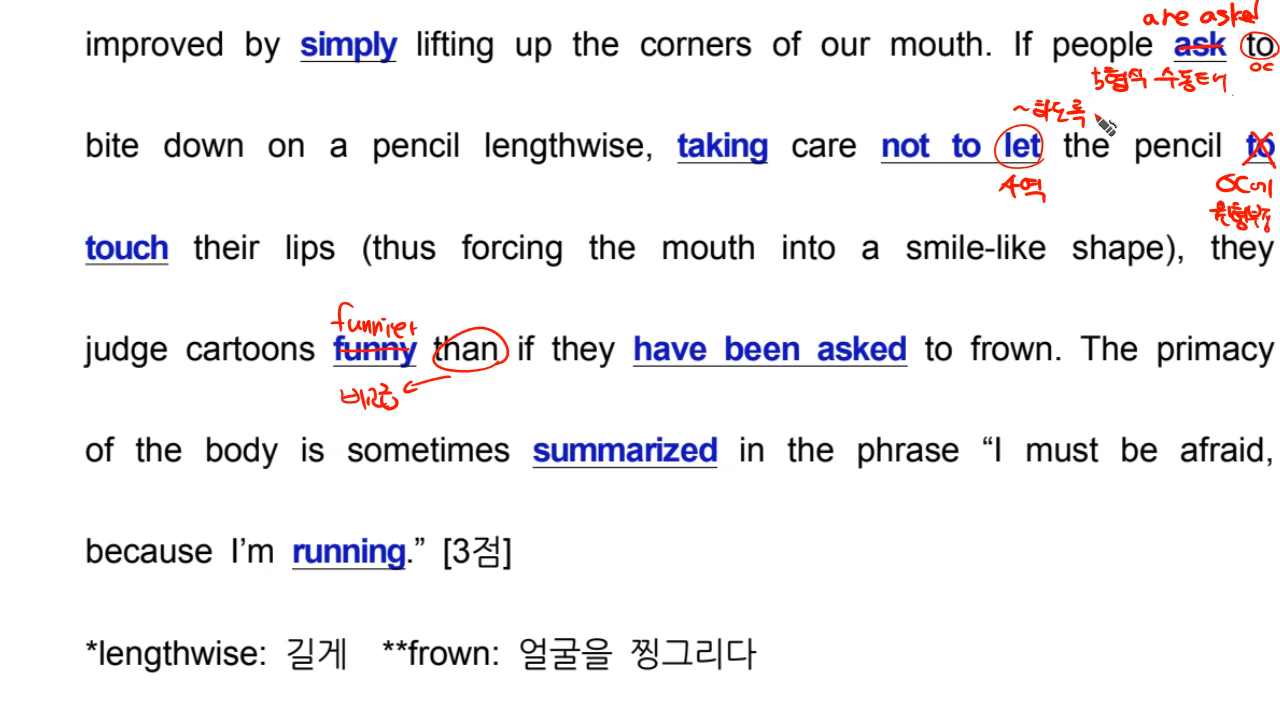 are asked
improved by simply lifting up the corners of our mouth. If people ask to
5형식 수동태 oc
~하도록
bite down on a pencil lengthwise, taking care not to let the pencil to
사역 OC에
원형부정
touch their lips (thus forcing the mouth into a smile-like shape), they
funnier
judge cartoons funny than if they have been asked to frown. The primacy
비교급
of the body is sometimes summarized in the phrase “I must be afraid,
because I’m running.” [3점]
*lengthwise: 길게 **frown: 얼굴을 찡그리다